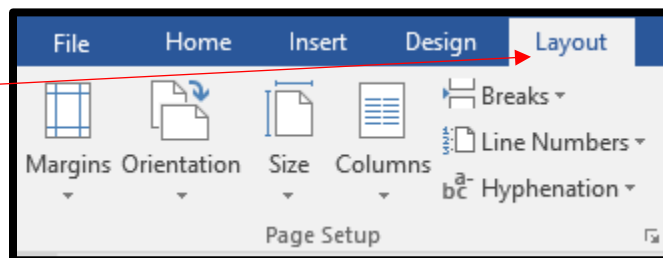 File Home Insert Design Layout
Breaks
Line Numbers
Margins Orientation Size Columns
Hyphenation
Page Setup